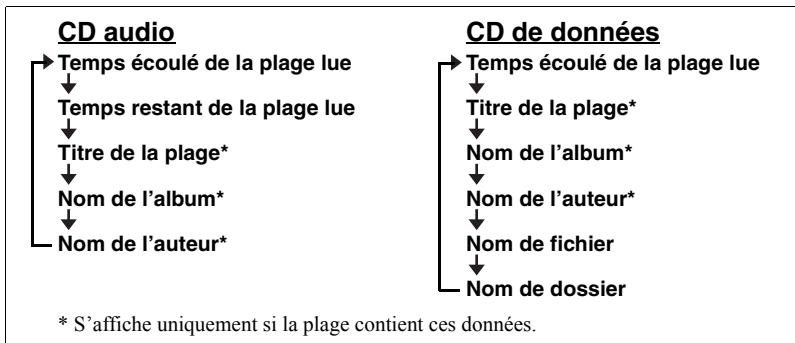 CD audio
Temps écoulé de la plage lue
Temps restant de la plage lue
Titre de la plage*
Nom de l'album*
Nom de l'auteur*
CD de données
Temps écoulé de la plage lue
Titre de la plage*
Nom de l'album*
Nom de l'auteur*
Nom de fichier
Nom de dossier
* S'affiche uniquement si la plage contient ces données.